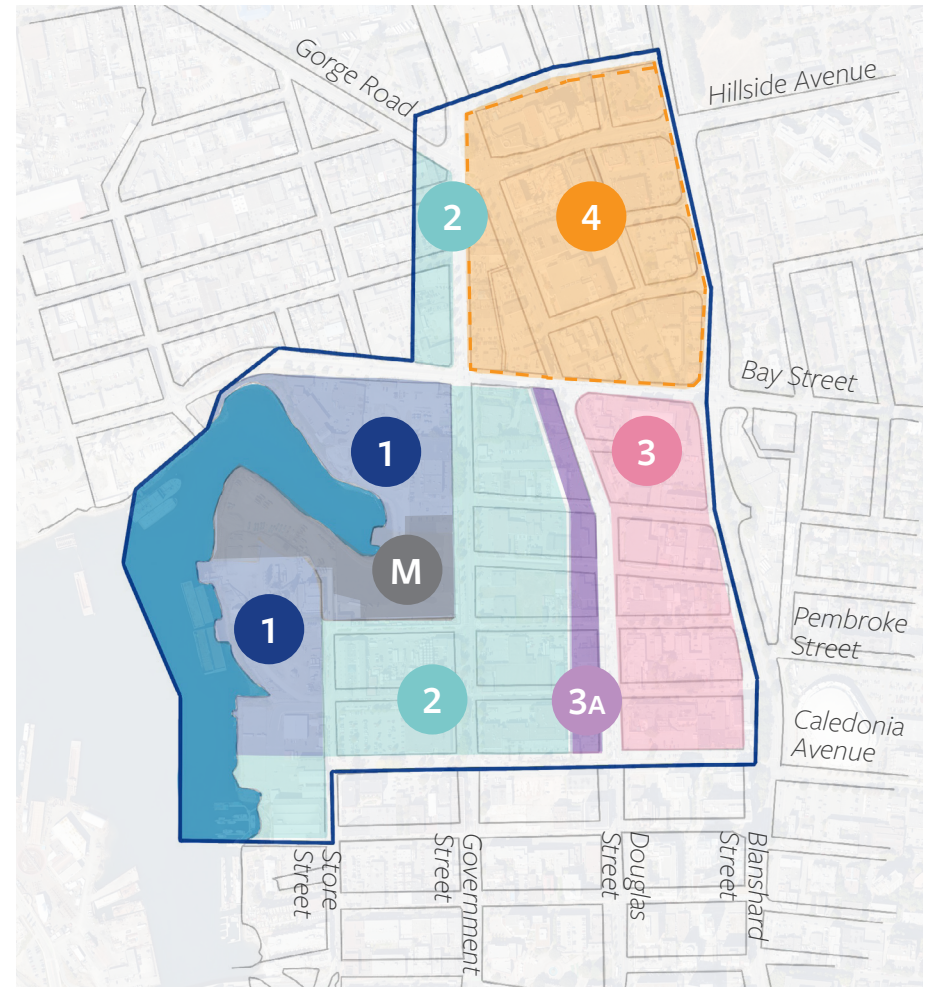 Gorge Road
Hillside Avenue
2
4
Bay Street
1
3
M
1
Pembroke
Street
2
3A
Caledonia
Avenue
Store
Street
Government
Street
Douglas
Street
Blanshard
Street